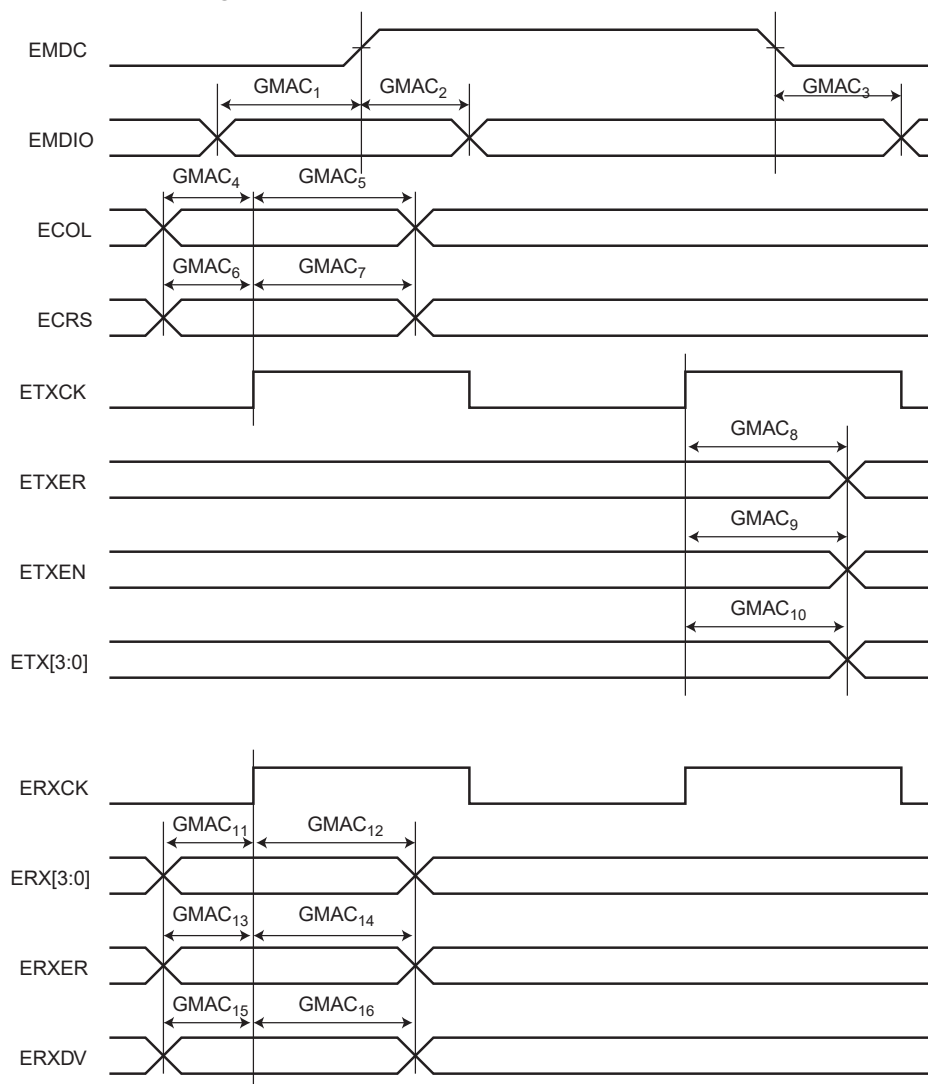 EMDC
GMAC1 GMAC2 GMAC3
EMDIO
GMAC4 GMAC5
ECOL
GMAC6 GMAC7
ECRS
ETXCK
GMAC8
ETXER
GMAC9
ETXEN
GMAC10
ETX[3:0]
ERXCK
GMAC11 GMAC12
ERX[3:0]
GMAC13 GMAC14
ERXER
GMAC15 GMAC16
ERXDV